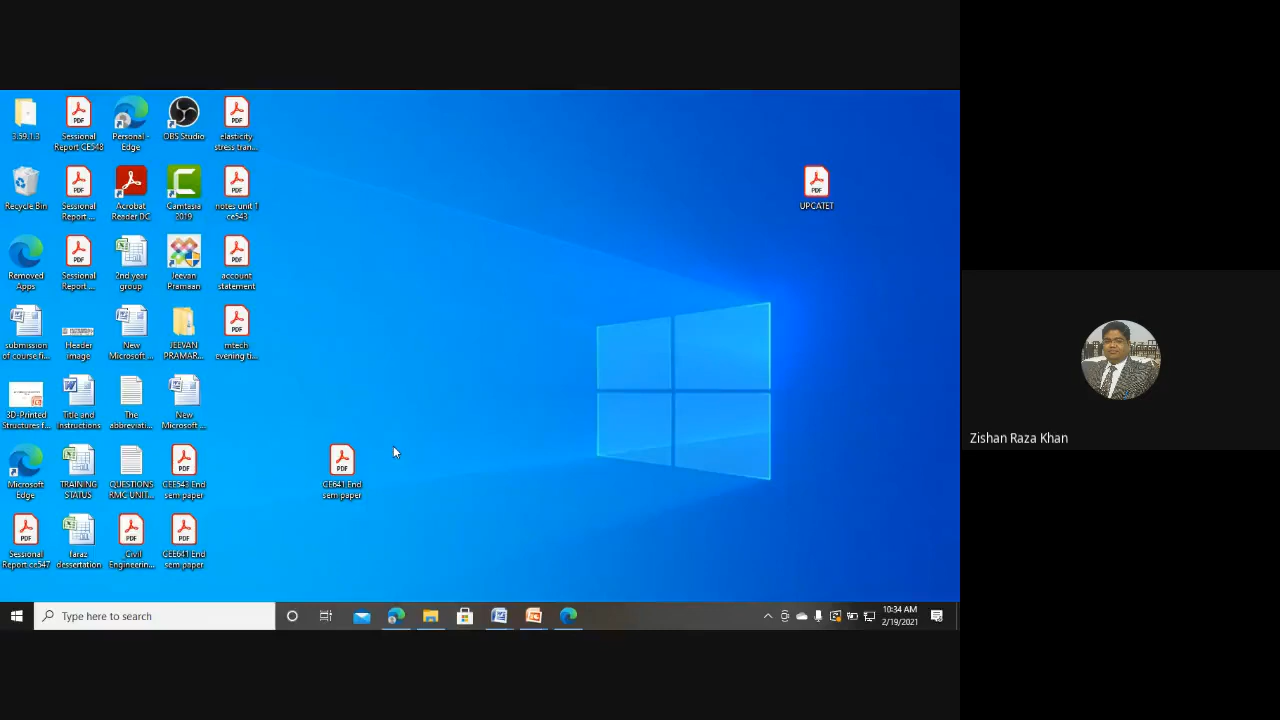 3.59.1.3
Sessional
Report CE548
Personal -
Edge
OBS Studio
elasticity
stress tran...
Recycle Bin
Sessional
Report ...
Acrobat
Reader DC
Camtasia
2019
notes unit 1
ce543
UPCATET
Removed
Apps
Sessional
Report ...
2nd year
group
Jeevan
Pramaan
account
statement
submission
of course fi...
Header
image
New
Microsoft ...
JEEVAN
PRAMAR...
mtech
evening ti...
3D-Printed
Structures f...
Title and
Instructions
The
abbreviati...
New
Microsoft ...
Microsoft
Edge
TRAINING
STATUS
QUESTIONS
RMC UNIT...
CEE543 End
sem paper
CE641 End
sem paper
Sessional
Report ce547
faraz
dessertation
Civil
Engineerin...
CEE641 End
sem paper
Type here to search
10:34 AM
2/19/2021
Zishan Raza Khan